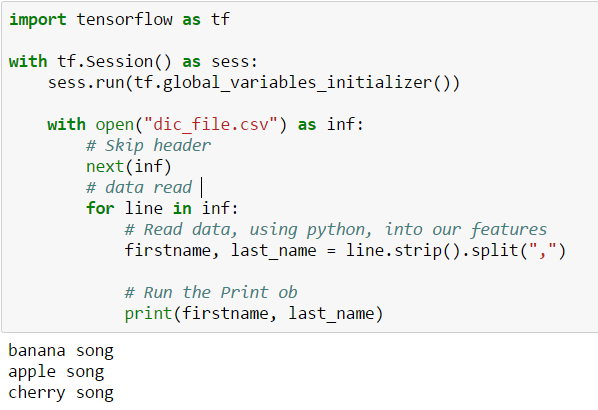 import tensorflow as tf
with tf.Session() as sess:
    sess.run(tf.global_variables_initializer())
    with open("dic_file.csv") as inf:
        # Skip header
        next(inf)
        # data read
        for line in inf:
            # Read data, using python, into our features
            firstname, last_name = line.strip().split(",")
            # Run the Print ob
            print(firstname, last_name)
banana song
apple song
cherry song